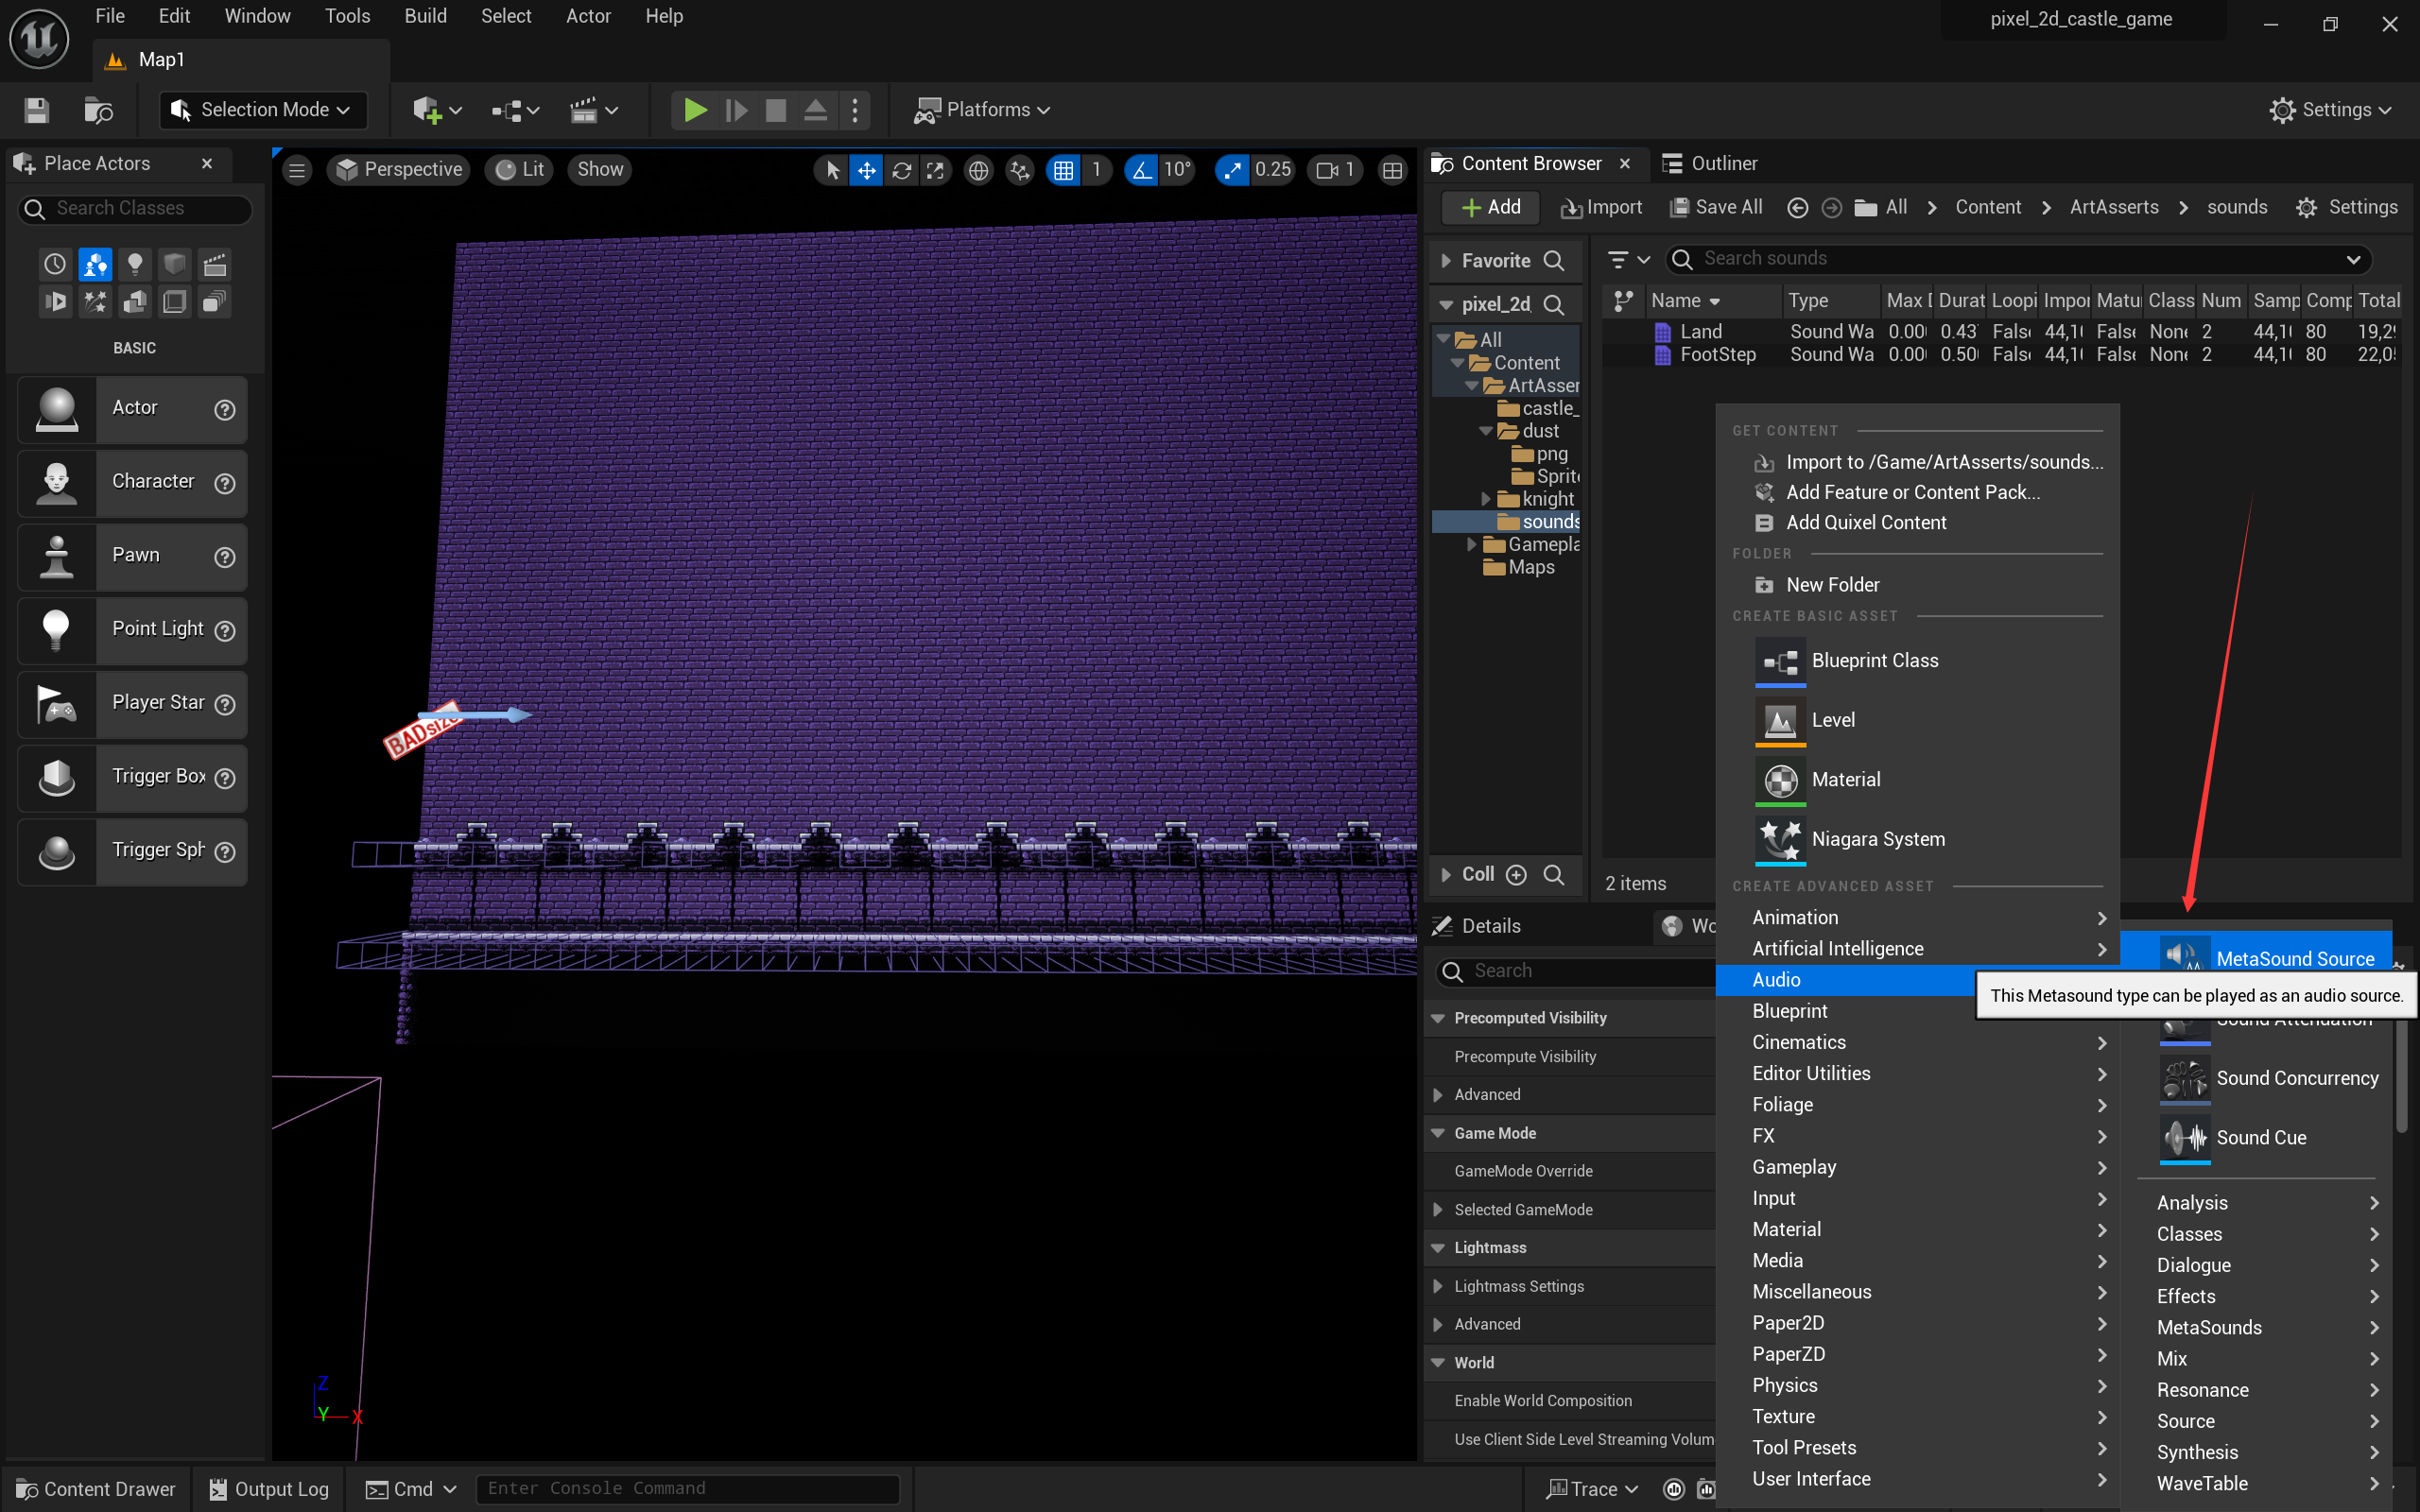 File Edit Window Tools Build Select Actor Help
pixel_2d_castle_game
Map1
Selection Mode
Platforms
Settings
Place Actors
Search Classes
BASIC
Actor
Character
Pawn
Point Light
Player Star
Trigger Box
Trigger Sph
Perspective Lit Show
1 10° 0.25 1
BADsize
Z
Y X
Content Browser Outliner
Add Import Save All All Content ArtAsserts sounds Settings
Favorite
pixel_2d
All
Content
ArtAsser
castle_
dust
png
Sprite
knight
sounds
Gamepla
Maps
Coll
Search sounds
Name Type Max D Durat Loopi Impor Matu Class Num Samp Comp Total
Land Sound Wa 0.00 0.43 Fals 44,1 Fals None 2 44,1 80 19,2
FootStep Sound Wa 0.00 0.50 Fals 44,1 Fals None 2 44,1 80 22,0
2 items
GET CONTENT
Import to /Game/ArtAsserts/sounds...
Add Feature or Content Pack...
Add Quixel Content
FOLDER
New Folder
CREATE BASIC ASSET
Blueprint Class
Level
Material
Niagara System
CREATE ADVANCED ASSET
Animation
Artificial Intelligence
Audio
Blueprint
Cinematics
Editor Utilities
Foliage
FX
Gameplay
Input
Material
Media
Miscellaneous
Paper2D
PaperZD
Physics
Texture
Tool Presets
User Interface
MetaSound Source
This Metasound type can be played as an audio source.
Sound Attenuation
Sound Concurrency
Sound Cue
Analysis
Classes
Dialogue
Effects
MetaSounds
Mix
Resonance
Source
Synthesis
WaveTable
Details Wo
Search
Precomputed Visibility
Precompute Visibility
Advanced
Game Mode
GameMode Override
Selected GameMode
Lightmass
Lightmass Settings
Advanced
World
Enable World Composition
Use Client Side Level Streaming Volum
Content Drawer Output Log Cmd Enter Console Command
Trace